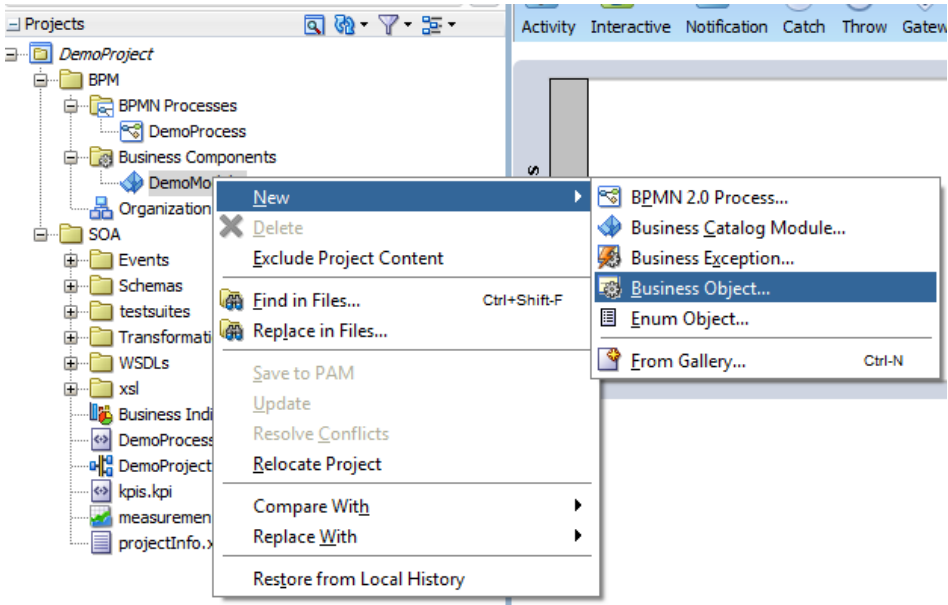 Projects
Activity Interactive Notification Catch Throw Gatew
DemoProject
BPM
BPMN Processes
DemoProcess
Business Components
DemoMo
Organization
SOA
Events
Schemas
testsuites
Transformati
WSDLs
xsl
Business Indi
DemoProcess
DemoProject
kpis.kpi
measuremen
projectInfo.x
S
New
Delete
Exclude Project Content
Find in Files... Ctrl+Shift-F
Replace in Files...
Save to PAM
Update
Resolve Conflicts
Relocate Project
Compare With
Replace With
Restore from Local History
BPMN 2.0 Process...
Business Catalog Module...
Business Exception...
Business Object...
Enum Object...
From Gallery... Ctrl-N